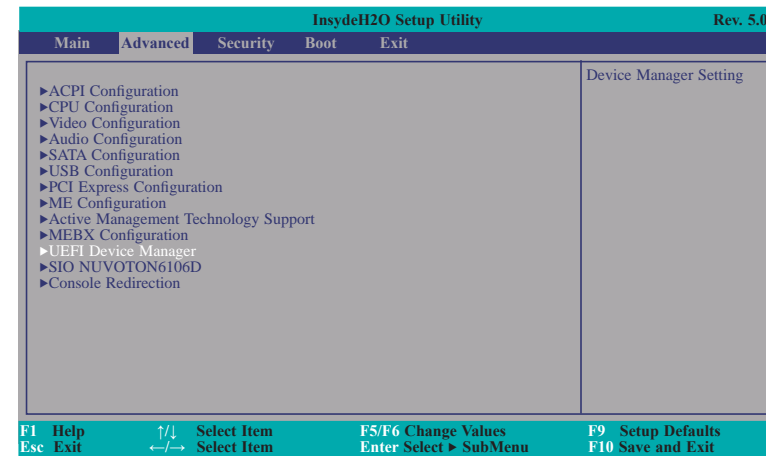 InsydeH2O Setup Utility Rev. 5.0
Main Advanced Security Boot Exit
►ACPI Configuration
►CPU Configuration
►Video Configuration
►Audio Configuration
►SATA Configuration
►USB Configuration
►PCI Express Configuration
►ME Configuration
►Active Management Technology Support
►MEBX Configuration
►UEFI Device Manager
►SIO NUVOTON6106D
►Console Redirection
Device Manager Setting
F1 Help ↑/↓ Select Item F5/F6 Change Values F9 Setup Defaults
Esc Exit ←/→ Select Item Enter Select ► SubMenu F10 Save and Exit